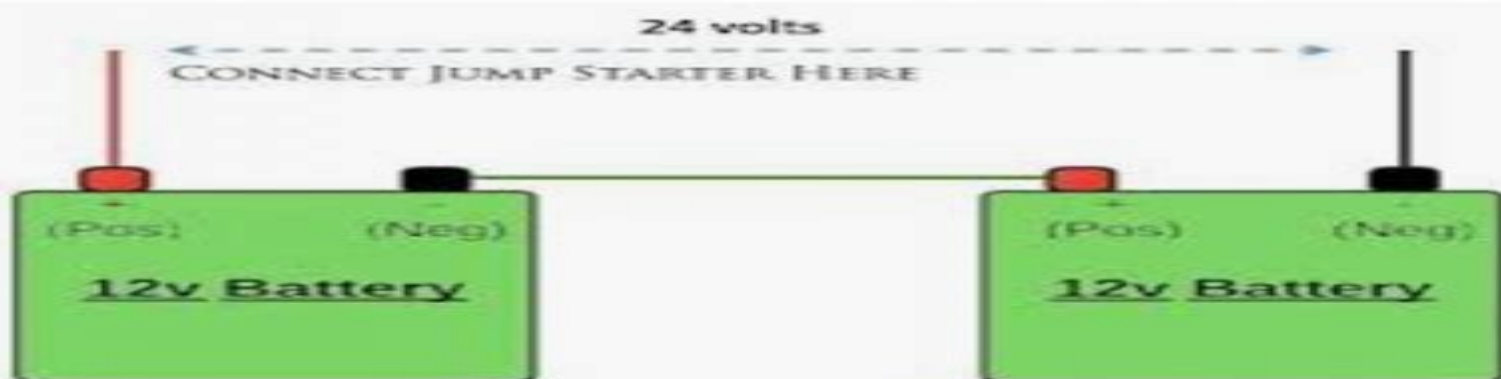 24 volts
CONNECT JUMP STARTER HERE
+ - + -
(Pos) (Neg) (Pos) (Neg)
12v Battery 12v Battery